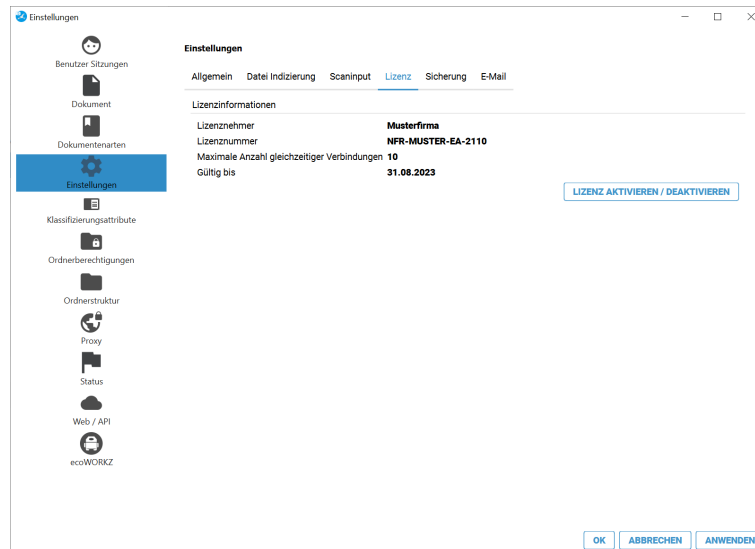 Einstellungen
Benutzer Sitzungen
Dokument
Dokumentenarten
Einstellungen
Klassifizierungsattribute
Ordnerberechtigungen
Ordnerstruktur
Proxy
Status
Web / API
ecoWORKZ
Einstellungen
Allgemein Datei Indizierung Scaninput Lizenz Sicherung E-Mail
Lizenzinformationen
Lizenznehmer Musterfirma
Lizenznummer NFR-MUSTER-EA-2110
Maximale Anzahl gleichzeitiger Verbindungen 10
Gültig bis 31.08.2023
LIZENZ AKTIVIEREN / DEAKTIVIEREN
OK ABBRECHEN ANWENDEN